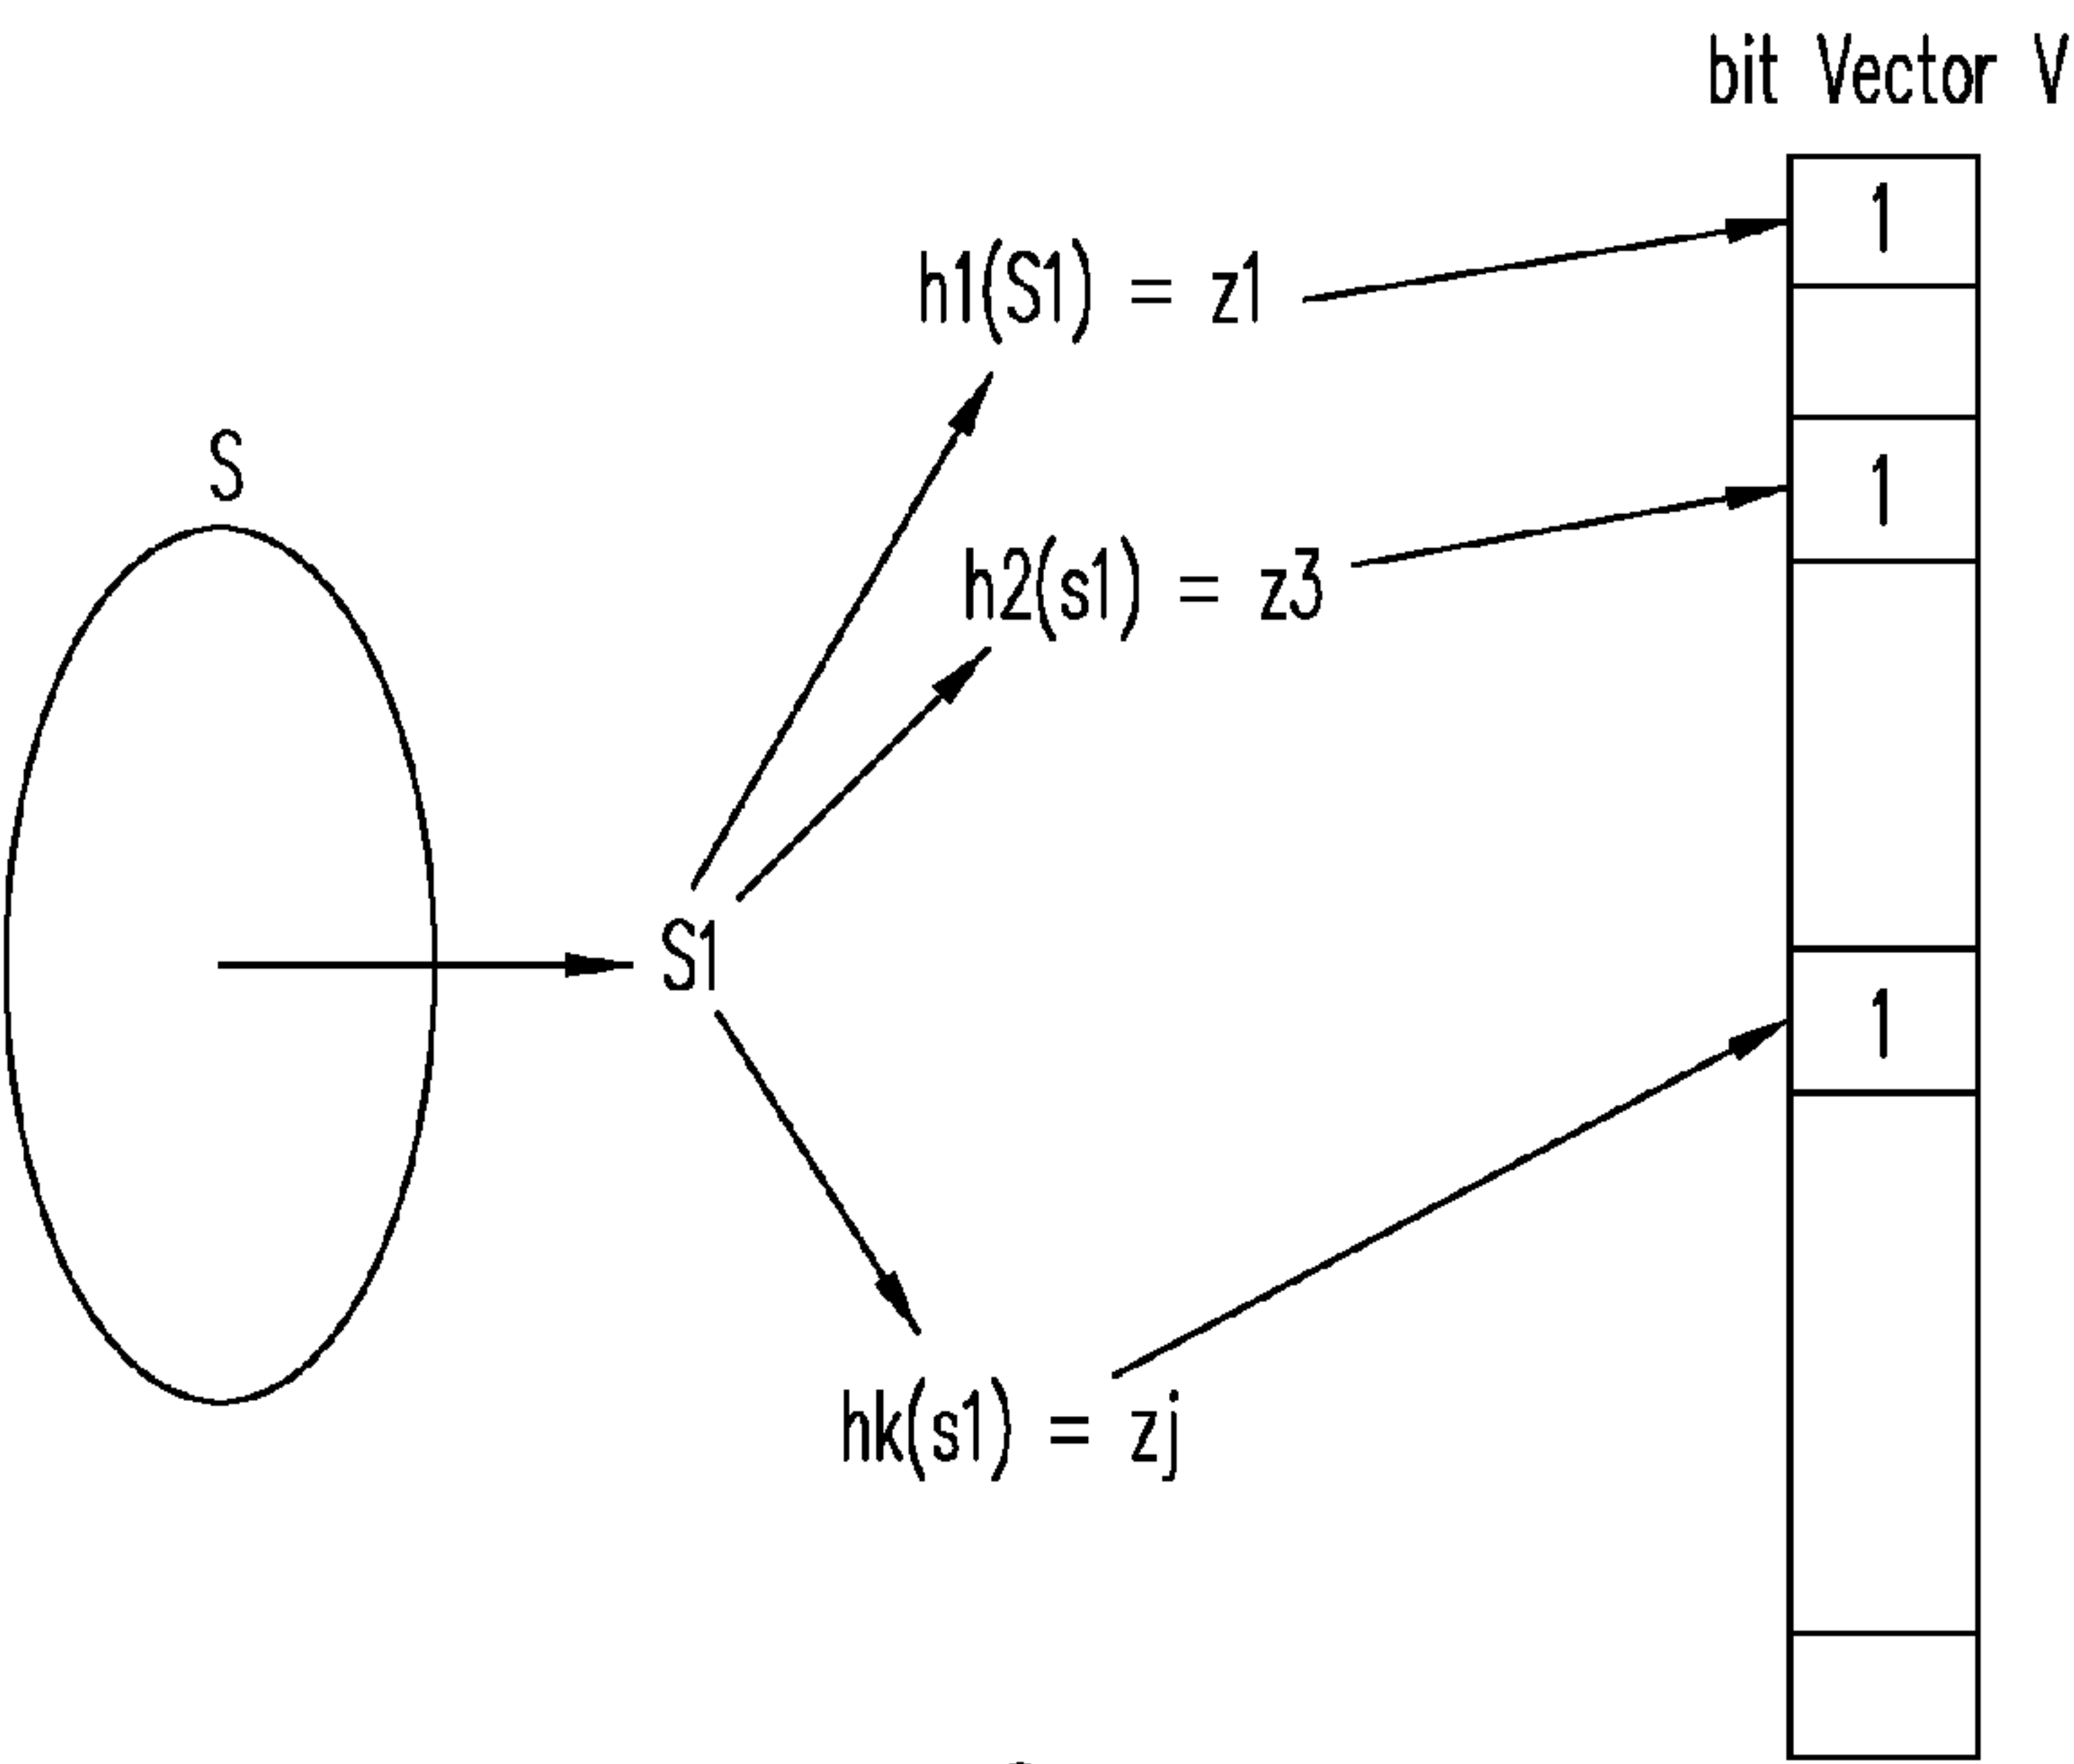 bit Vector V
1
h1(S1) = z1
S
1
h2(s1) = z3
S1
1
hk(s1) = zj